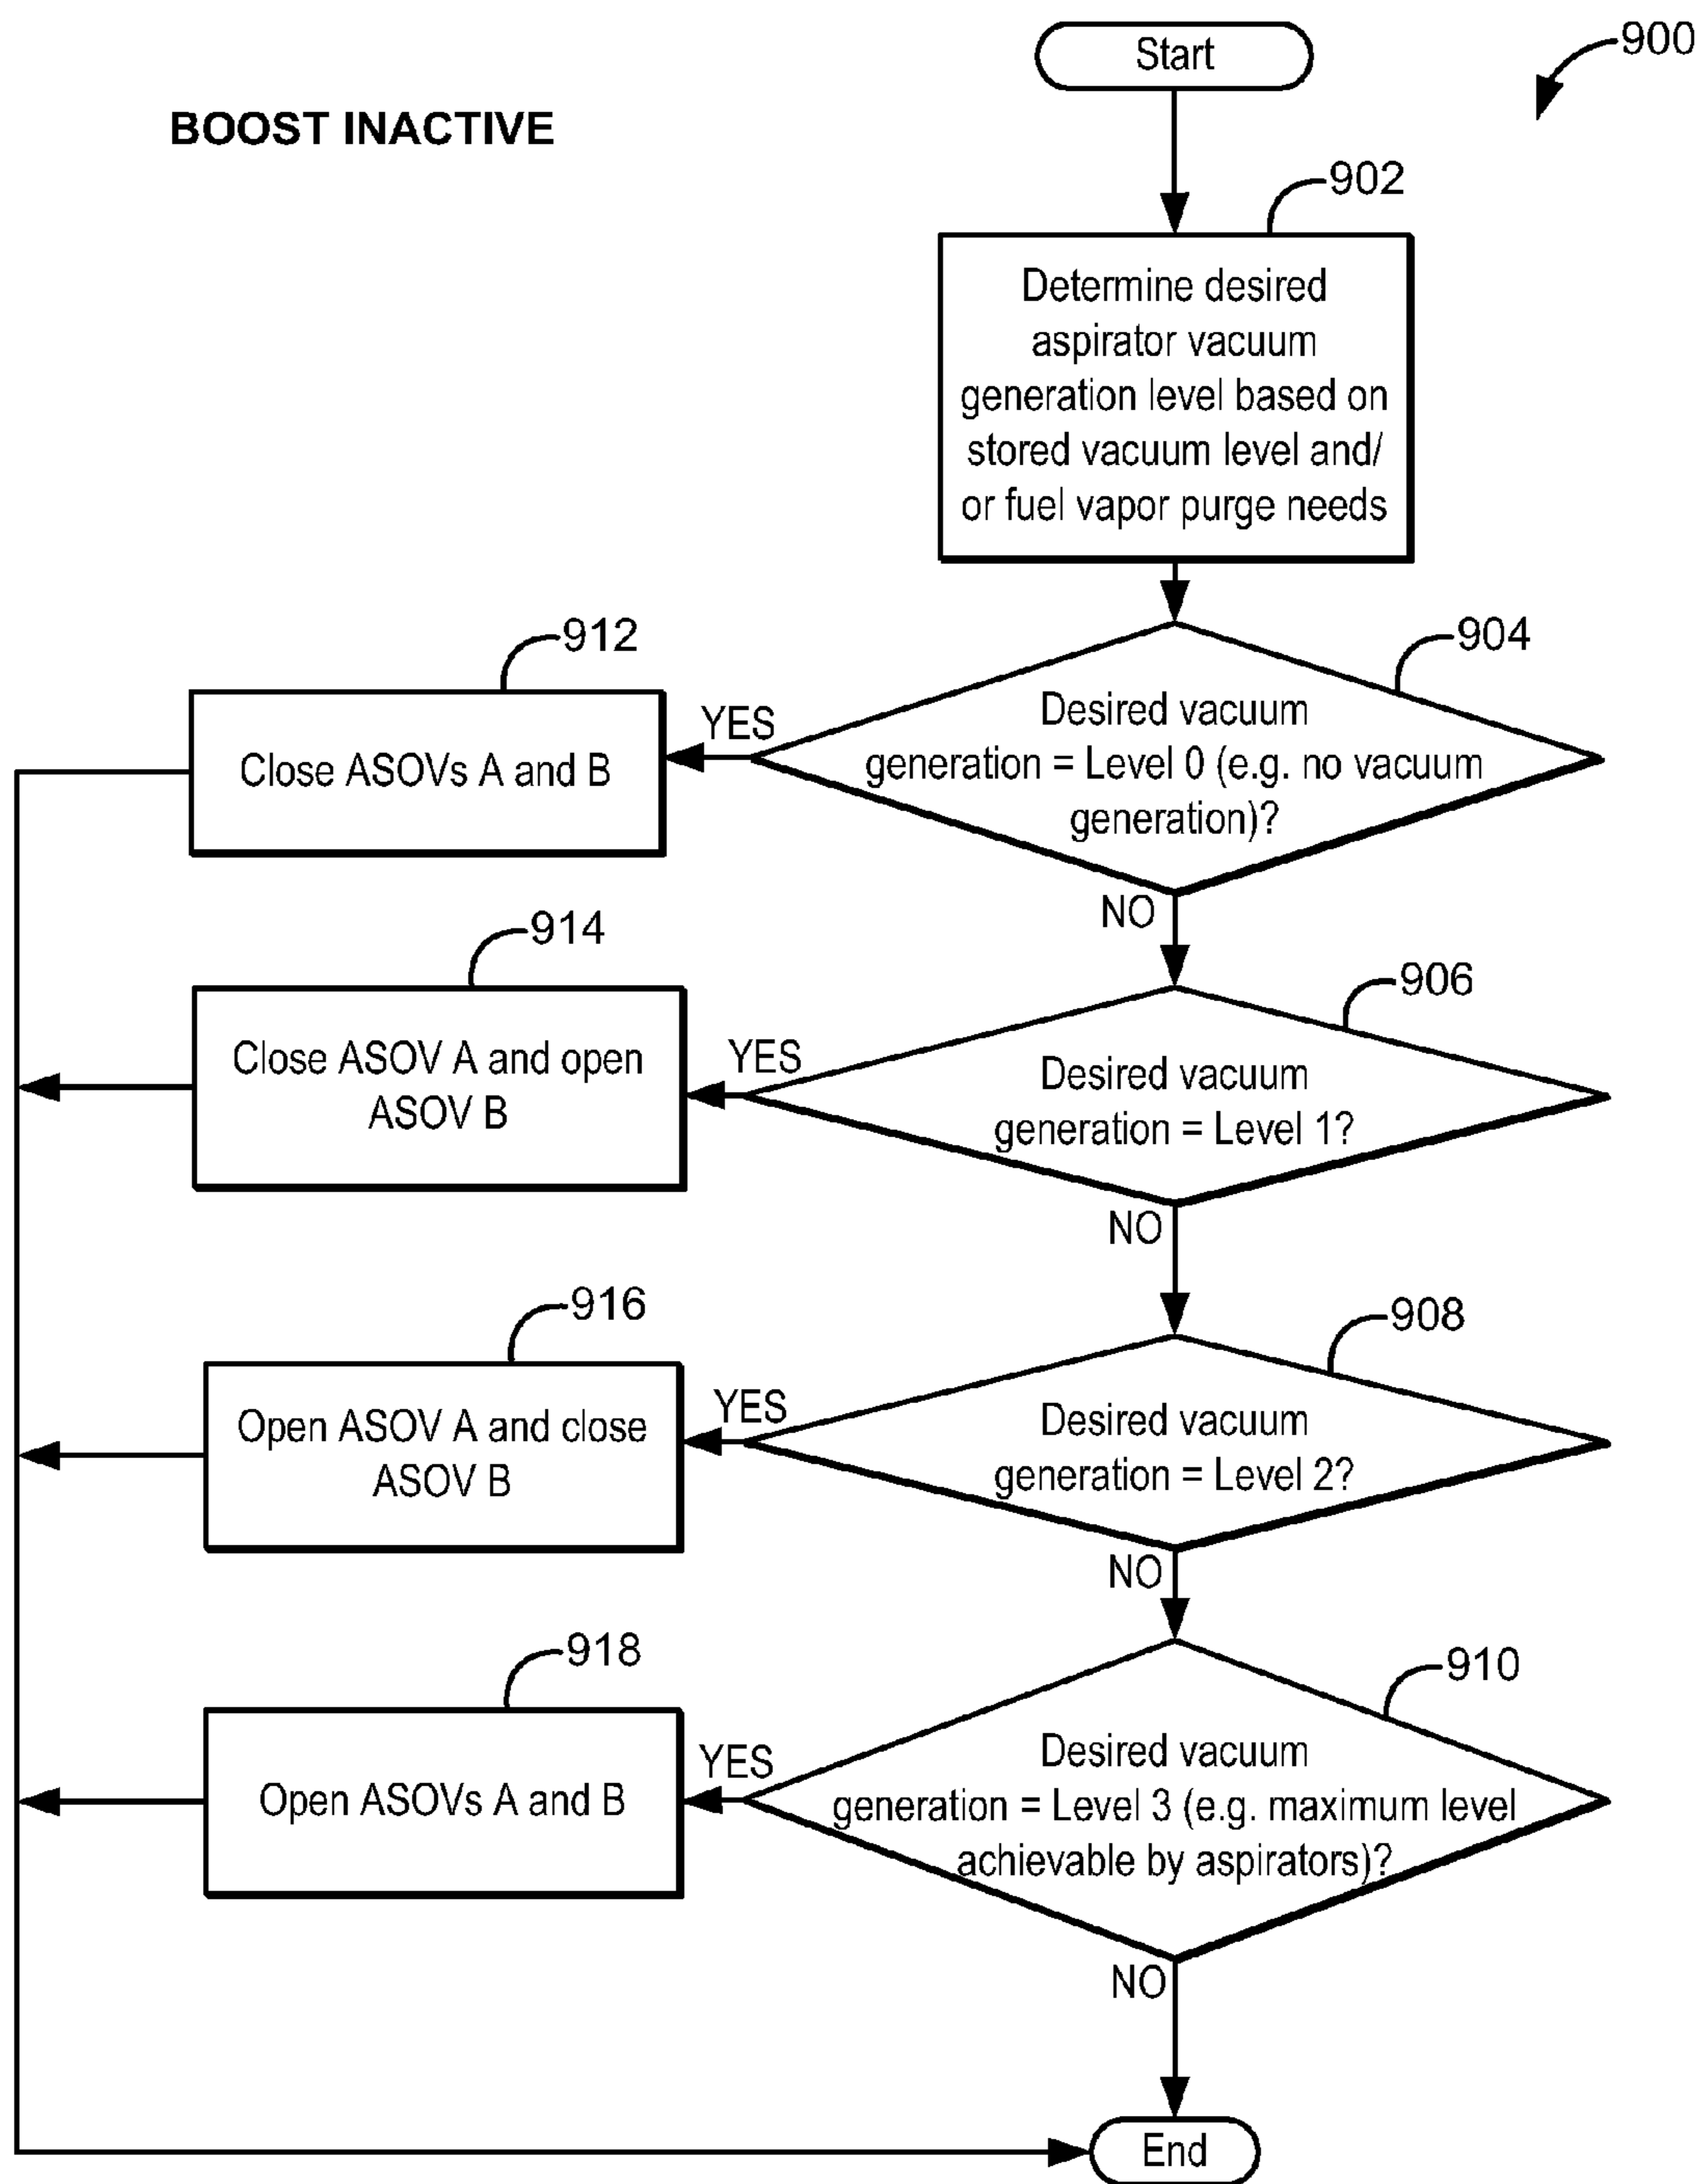 Start
900
BOOST INACTIVE
902
Determine desired
aspirator vacuum
generation level based on
stored vacuum level and/
or fuel vapor purge needs
912
904
YES
Close ASOVs A and B
Desired vacuum
generation = Level 0 (e.g. no vacuum
generation)?
NO
914
906
YES
Close ASOV A and open
ASOV B
Desired vacuum
generation = Level 1?
NO
916
908
YES
Open ASOV A and close
ASOV B
Desired vacuum
generation = Level 2?
NO
918
910
YES
Open ASOVs A and B
Desired vacuum
generation = Level 3 (e.g. maximum level
achievable by aspirators)?
NO
End